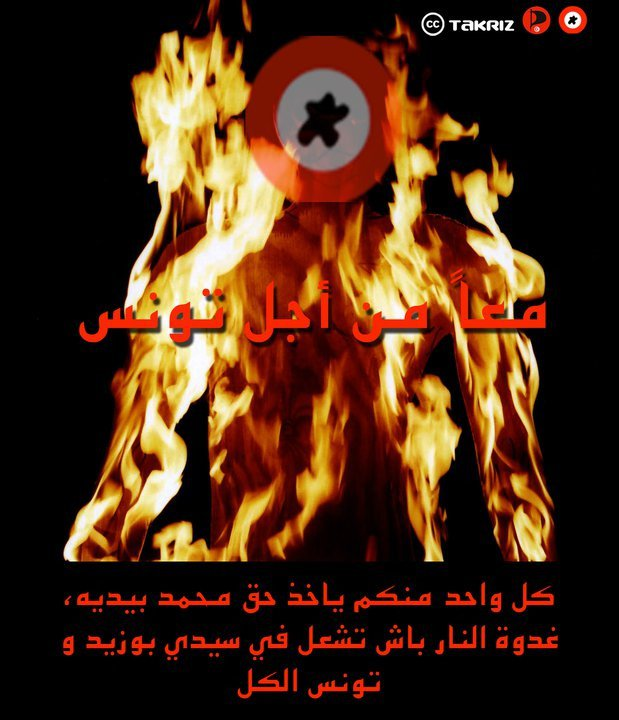 cc TAKRIZ
معاً من أجل تونس
كل واحد منكم ياخذ حق محمد بيديه،
غدوة النار باش تشعل في سيدي بوزيد و
تونس الكل